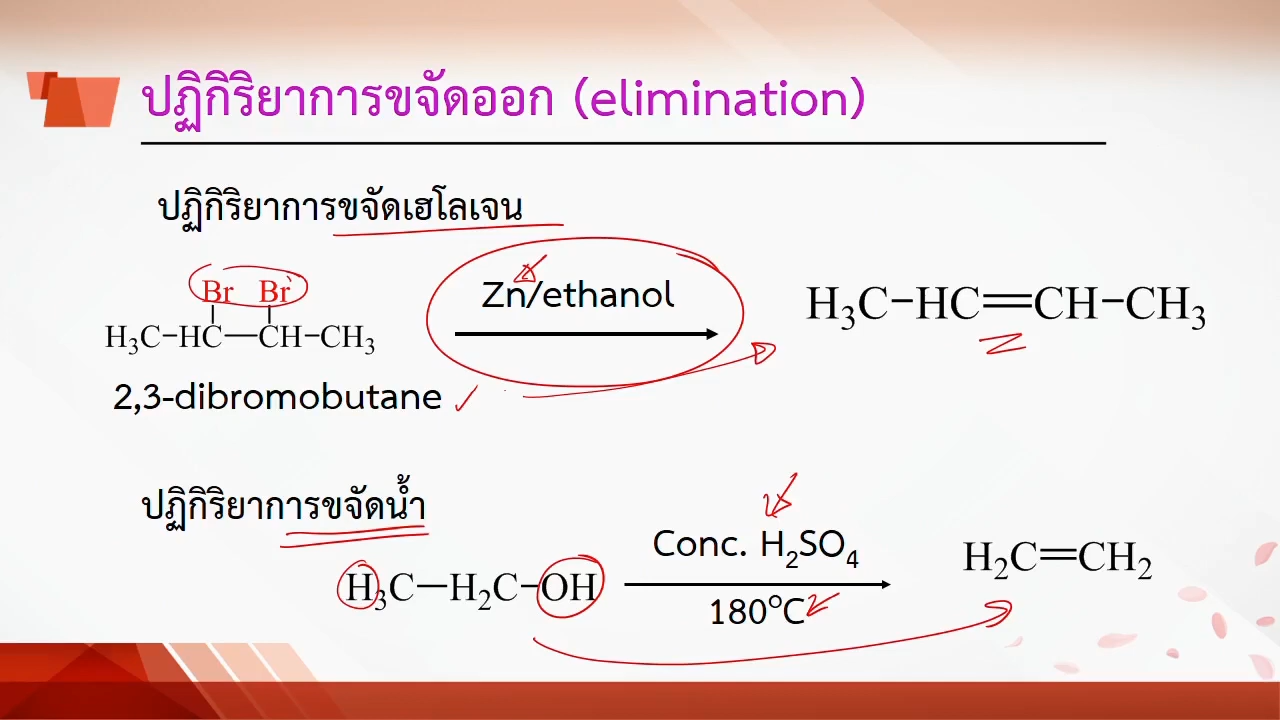 ปฏิกิริยาการขจัดออก (elimination)
ปฏิกิริยาการขจัดเฮโลเจน
Br Br
H₃C–HC—CH–CH₃
Zn/ethanol
H₃C–HC=CH–CH₃
2,3-dibromobutane
ปฏิกิริยาการขจัดน้ำ
H₃C–H₂C–OH
Conc. H₂SO₄
180°C
H₂C=CH₂